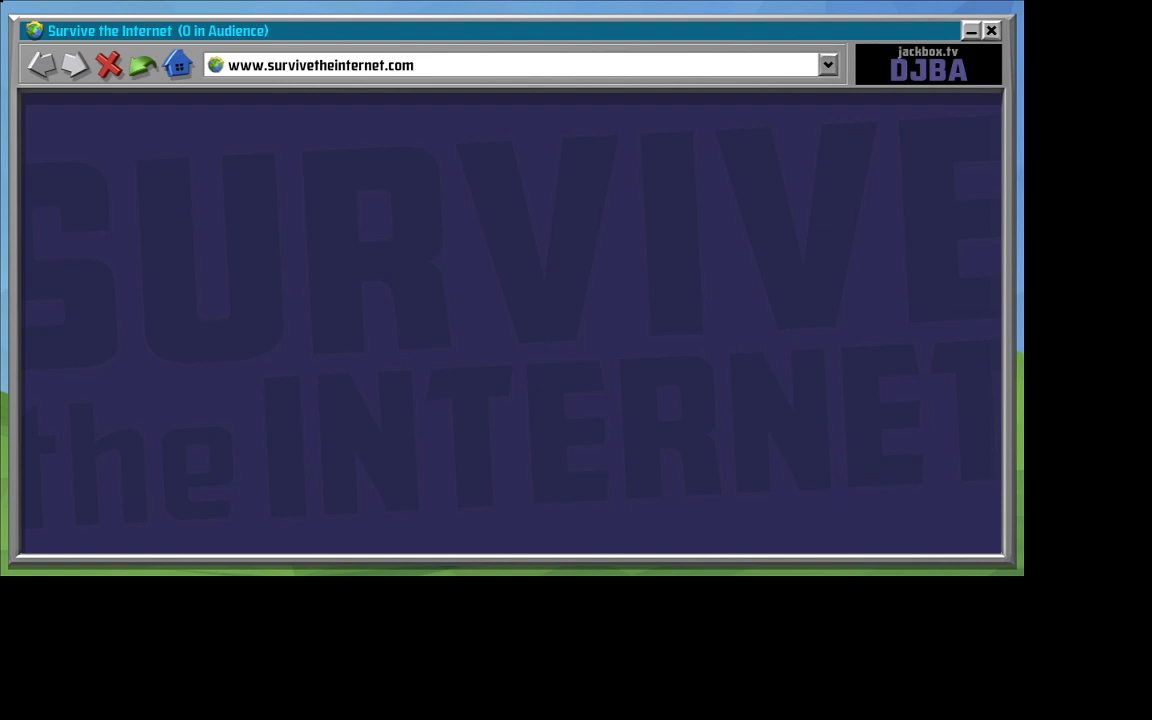 Survive the Internet (0 in Audience)
www.survivetheinternet.com
jackbox.tv
DJBA
SURVIVE
the INTERNET